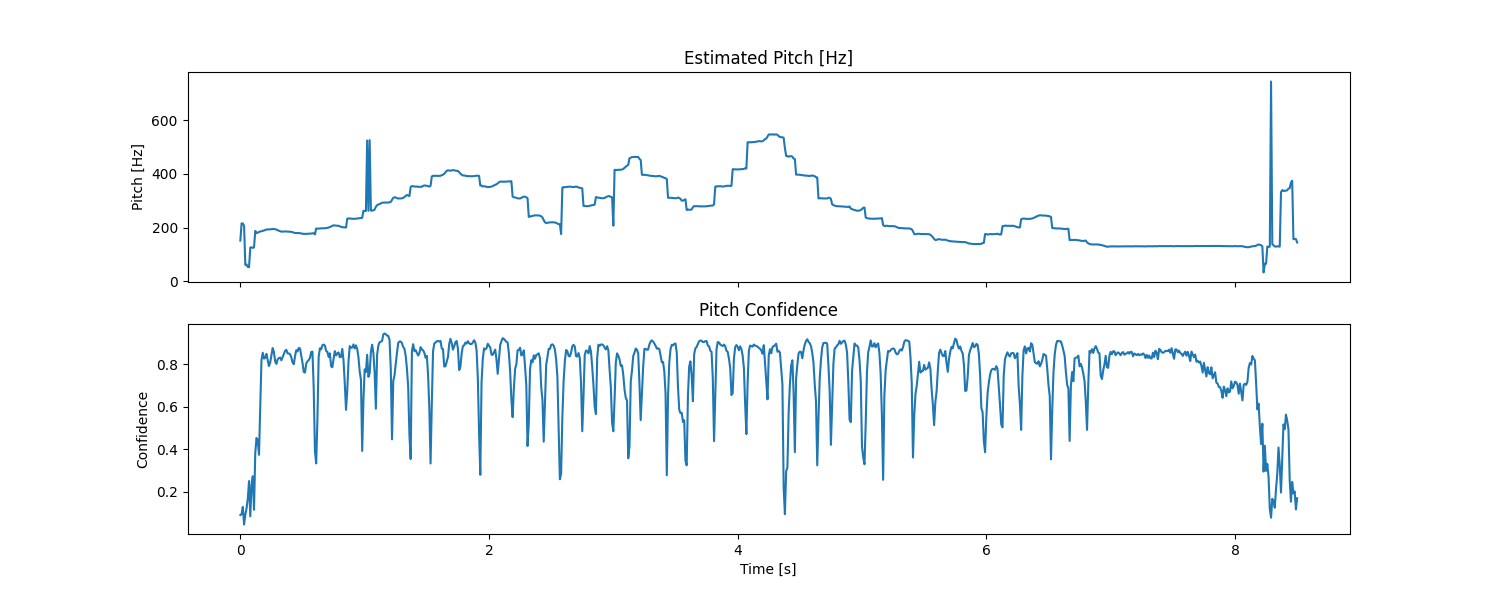 Estimated Pitch [Hz]
Pitch [Hz]
600
400
200
0
Pitch Confidence
Confidence
0.8
0.6
0.4
0.2
0 2 4 6 8
Time [s]